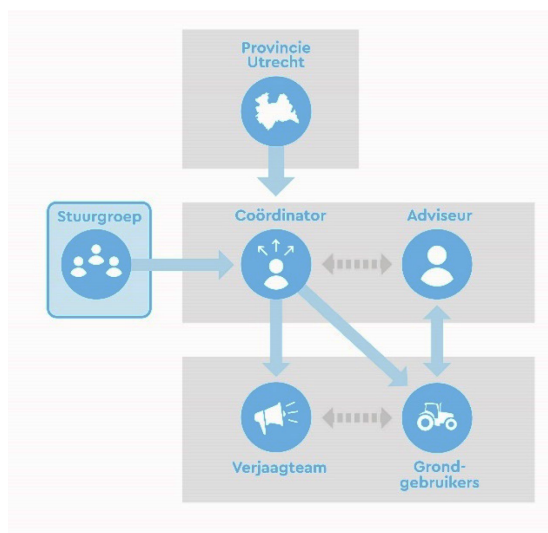 Provincie
Utrecht
Stuurgroep
Coördinator
Adviseur
Verjaagteam
Grond-
gebruikers